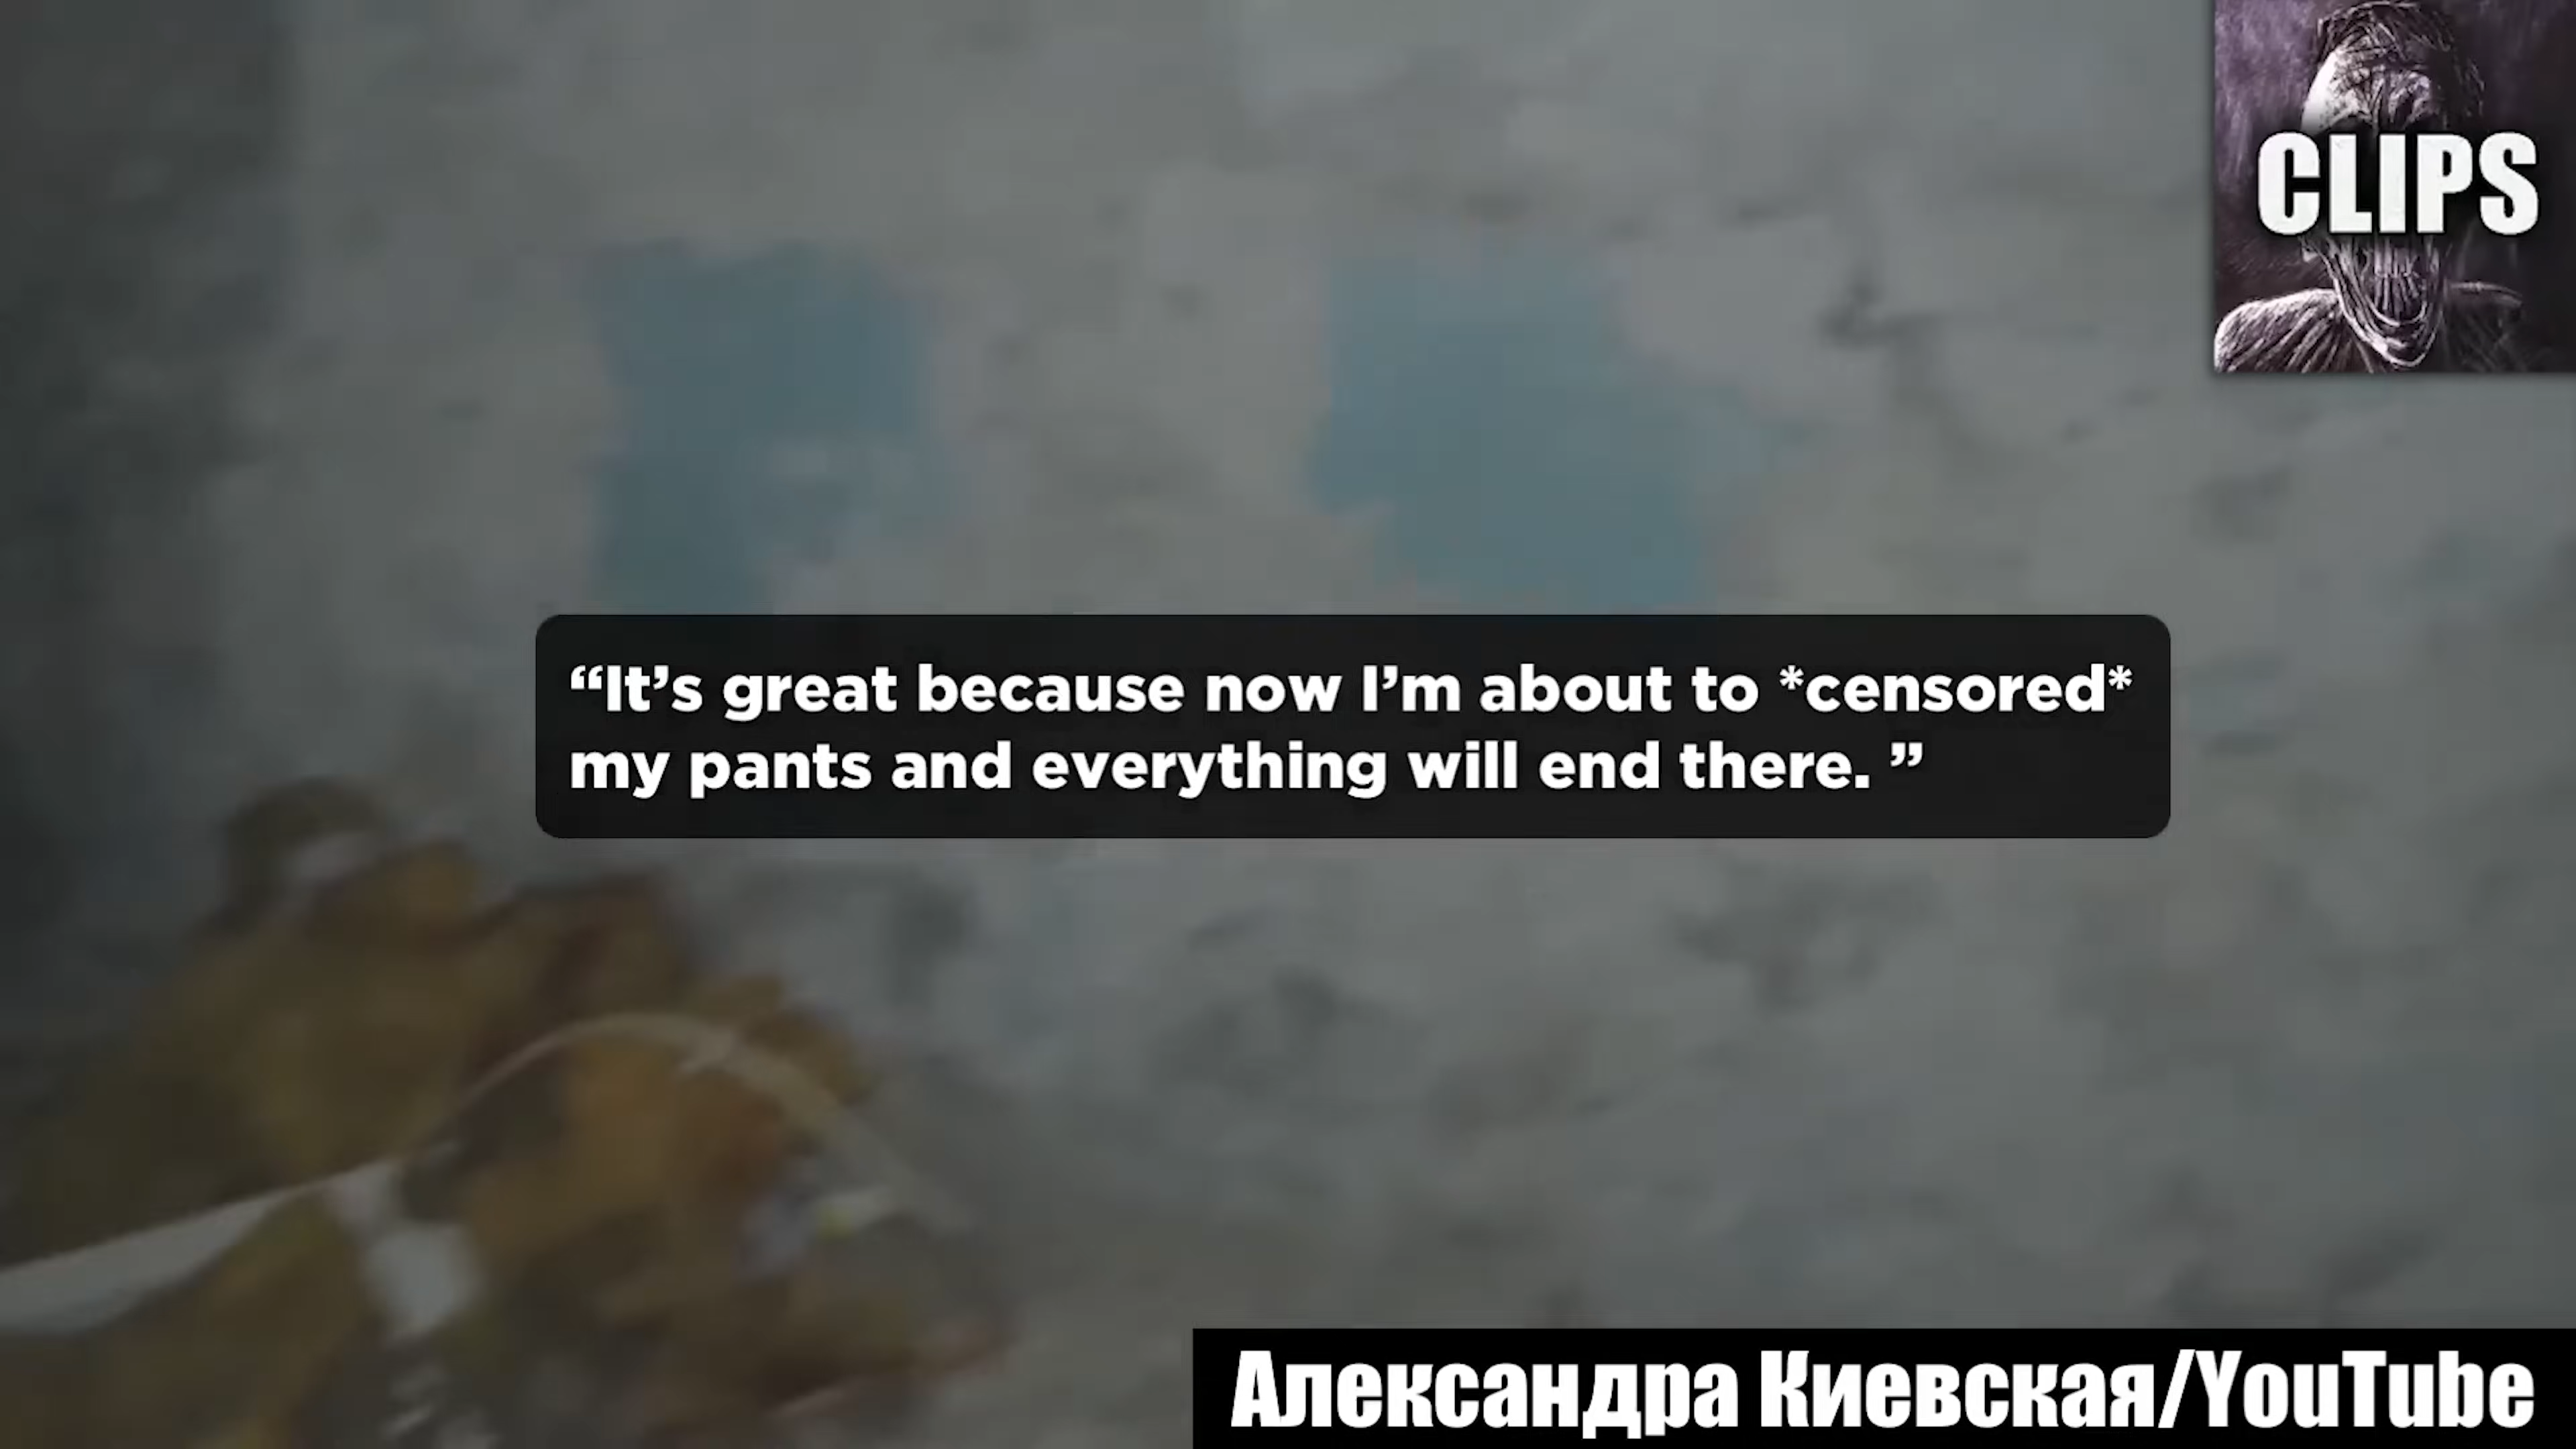 CLIPS
“It’s great because now I’m about to *censored*
my pants and everything will end there. ”
Александра Киевская/YouTube